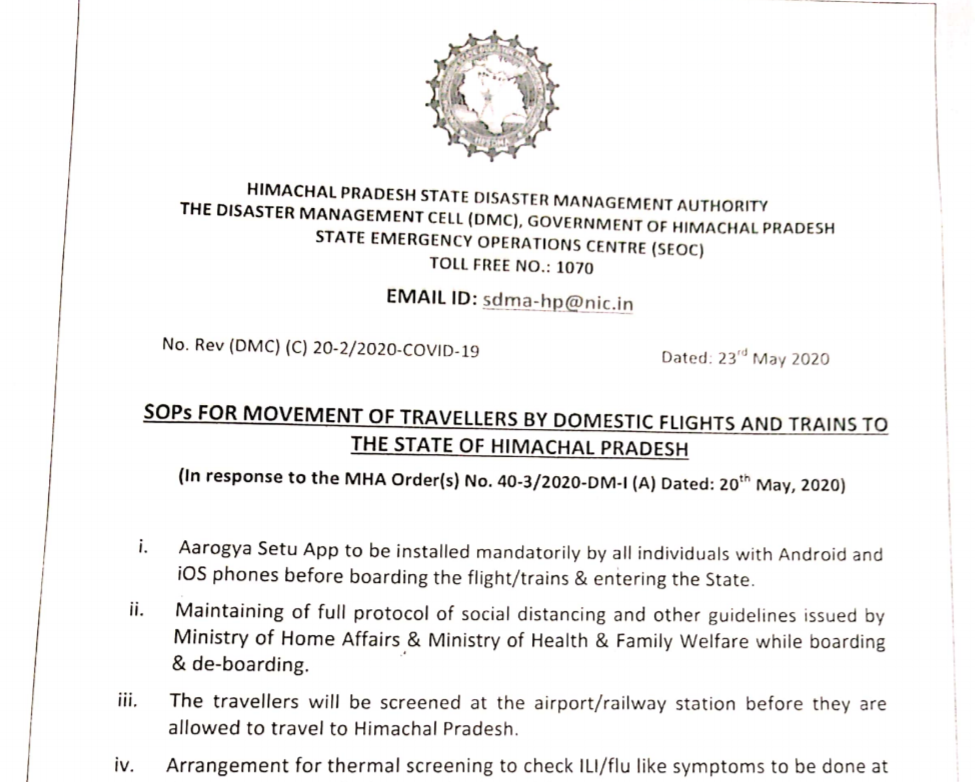 HPSDMA
HIMACHAL PRADESH STATE DISASTER MANAGEMENT AUTHORITY
THE DISASTER MANAGEMENT CELL (DMC), GOVERNMENT OF HIMACHAL PRADESH
STATE EMERGENCY OPERATIONS CENTRE (SEOC)
TOLL FREE NO.: 1070
EMAIL ID: sdma-hp@nic.in
No. Rev (DMC) (C) 20-2/2020-COVID-19 Dated: 23rd May 2020
SOPs FOR MOVEMENT OF TRAVELLERS BY DOMESTIC FLIGHTS AND TRAINS TO
THE STATE OF HIMACHAL PRADESH
(In response to the MHA Order(s) No. 40-3/2020-DM-I (A) Dated: 20th May, 2020)
i. Aarogya Setu App to be installed mandatorily by all individuals with Android and
iOS phones before boarding the flight/trains & entering the State.
ii. Maintaining of full protocol of social distancing and other guidelines issued by
Ministry of Home Affairs & Ministry of Health & Family Welfare while boarding
& de-boarding.
iii. The travellers will be screened at the airport/railway station before they are
allowed to travel to Himachal Pradesh.
iv. Arrangement for thermal screening to check ILI/flu like symptoms to be done at